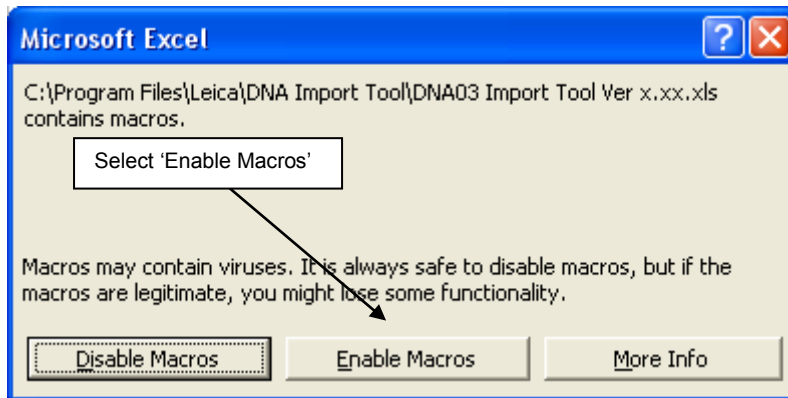 Microsoft Excel
C:\Program Files\Leica\DNA Import Tool\DNA03 Import Tool Ver x.xx.xls
contains macros.
Select ‘Enable Macros’
Macros may contain viruses. It is always safe to disable macros, but if the
macros are legitimate, you might lose some functionality.
Disable Macros Enable Macros More Info